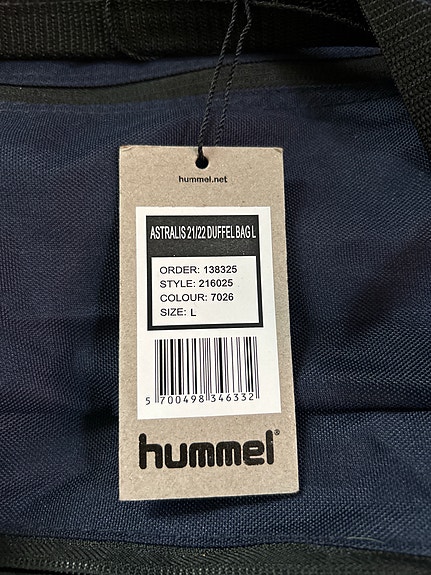 hummel.net
ASTRALIS 21/22 DUFFEL BAG L
ORDER: 138325
STYLE: 216025
COLOUR: 7026
SIZE: L
5 700498 346332
hummel®